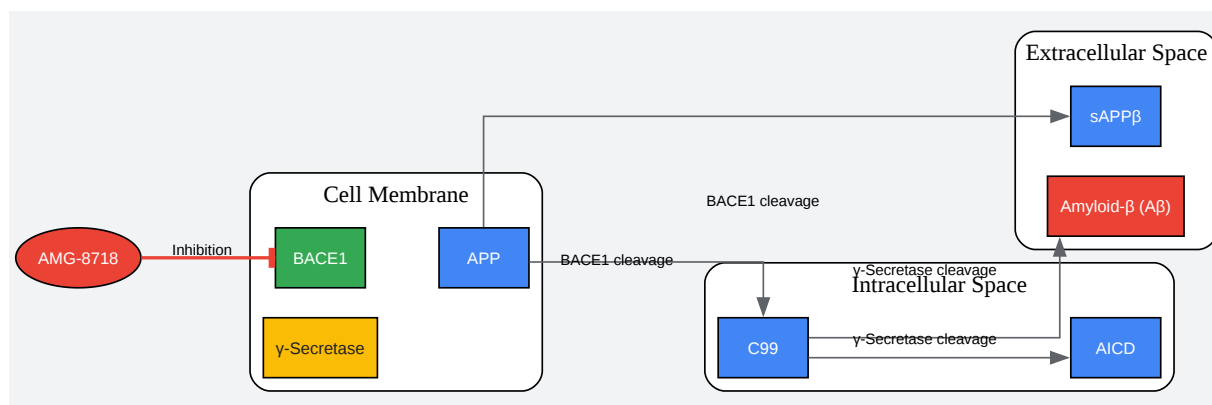 Extracellular Space
sAPPβ
Amyloid-β (Aβ)
Cell Membrane
BACE1 cleavage
AMG-8718
Inhibition
BACE1
APP
BACE1 cleavage
γ-Secretase
γ-Secretase cleavage
Intracellular Space
C99
γ-Secretase cleavage
AICD